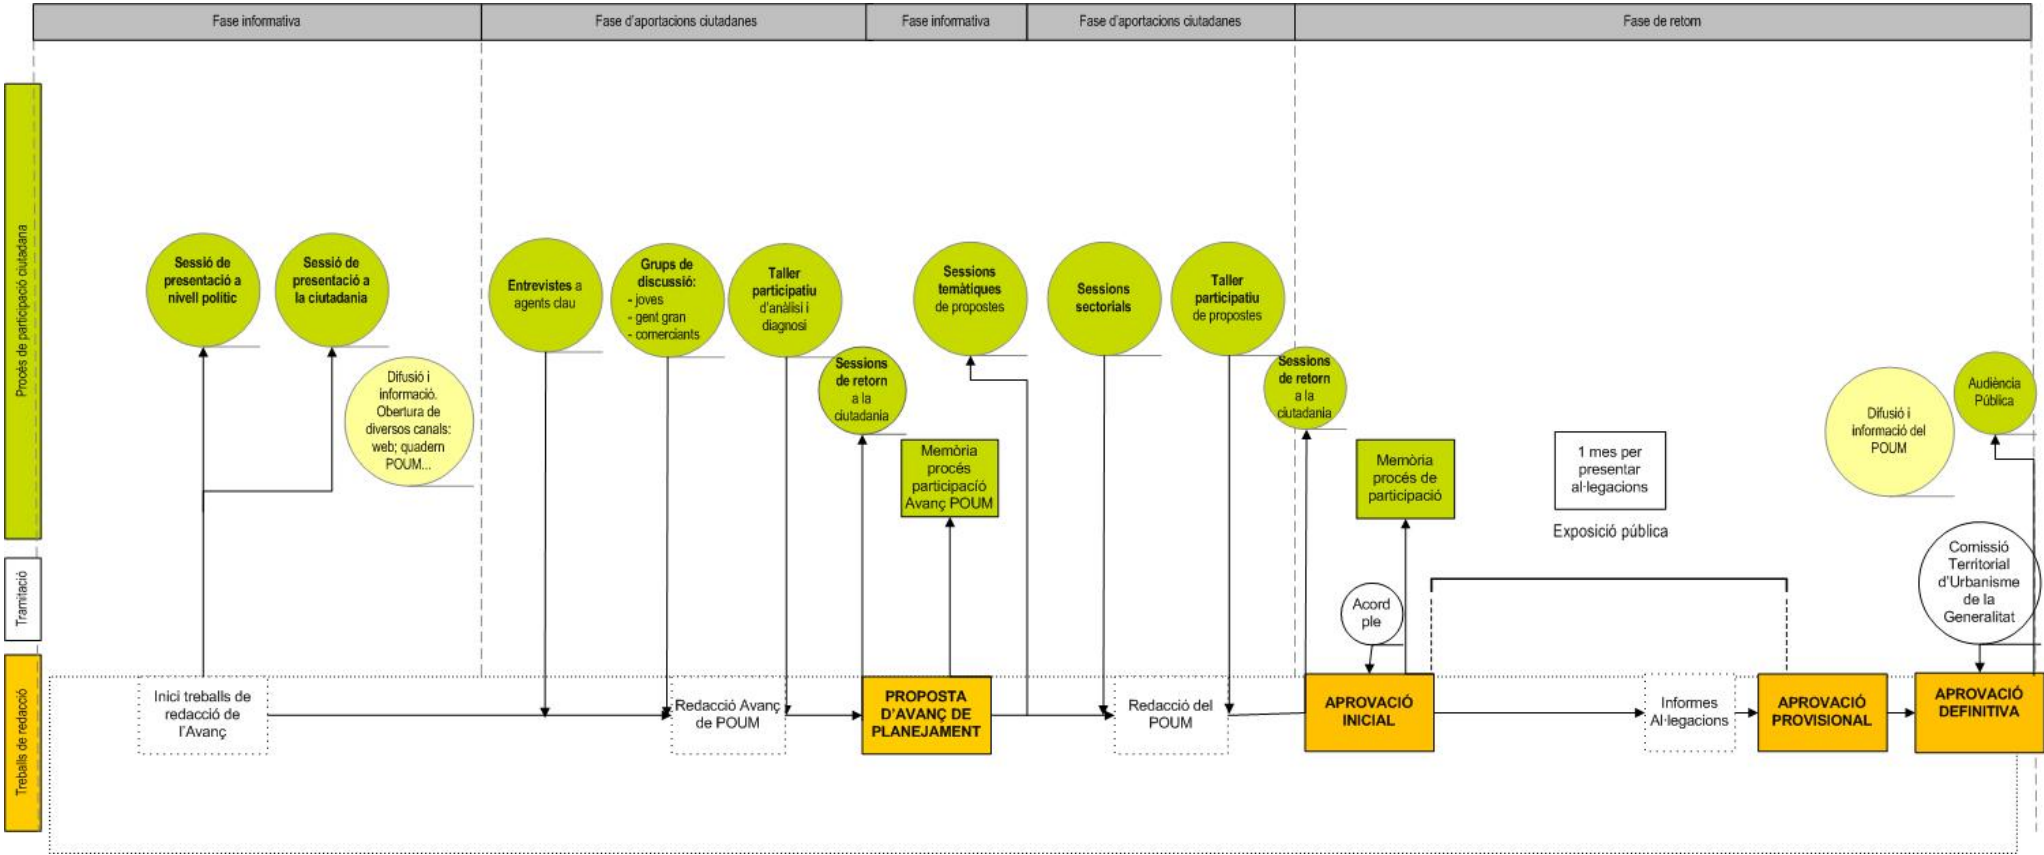 Fase informativa
Fase d'aportacions ciutadanes
Fase informativa
Fase d'aportacions ciutadanes
Fase de retorn
Procés de participació ciutadana
Sessió de
presentació a
nivell polític
Sessió de
presentació a
la ciutadania
Difusió i
informació.
Obertura de
diversos canals:
web; quadern
POUM...
Entrevistes a
agents clau
Grups de
discussió:
- joves
- gent gran
- comerciants
Taller
participatiu
d'anàlisi i
diagnosi
Sessions
de retorn
a la
ciutadania
Sessions
temàtiques
de propostes
Memòria
procés
participació
Avanç POUM
Sessions
sectorials
Taller
participatiu
de propostes
Sessions
de retorn
a la
ciutadania
Memòria
procés de
participació
1 mes per
presentar
al·legacions
Exposició pública
Difusió i
informació del
POUM
Audiència
Pública
Tramitació
Acord
ple
Comissió
Territorial
d'Urbanisme
de la
Generalitat
Treballs de redacció
Inici treballs de
redacció de
l'Avanç
Redacció Avanç
de POUM
PROPOSTA
D'AVANÇ DE
PLANEJAMENT
Redacció del
POUM
APROVACIÓ
INICIAL
Informes
Al·legacions
APROVACIÓ
PROVISIONAL
APROVACIÓ
DEFINITIVA